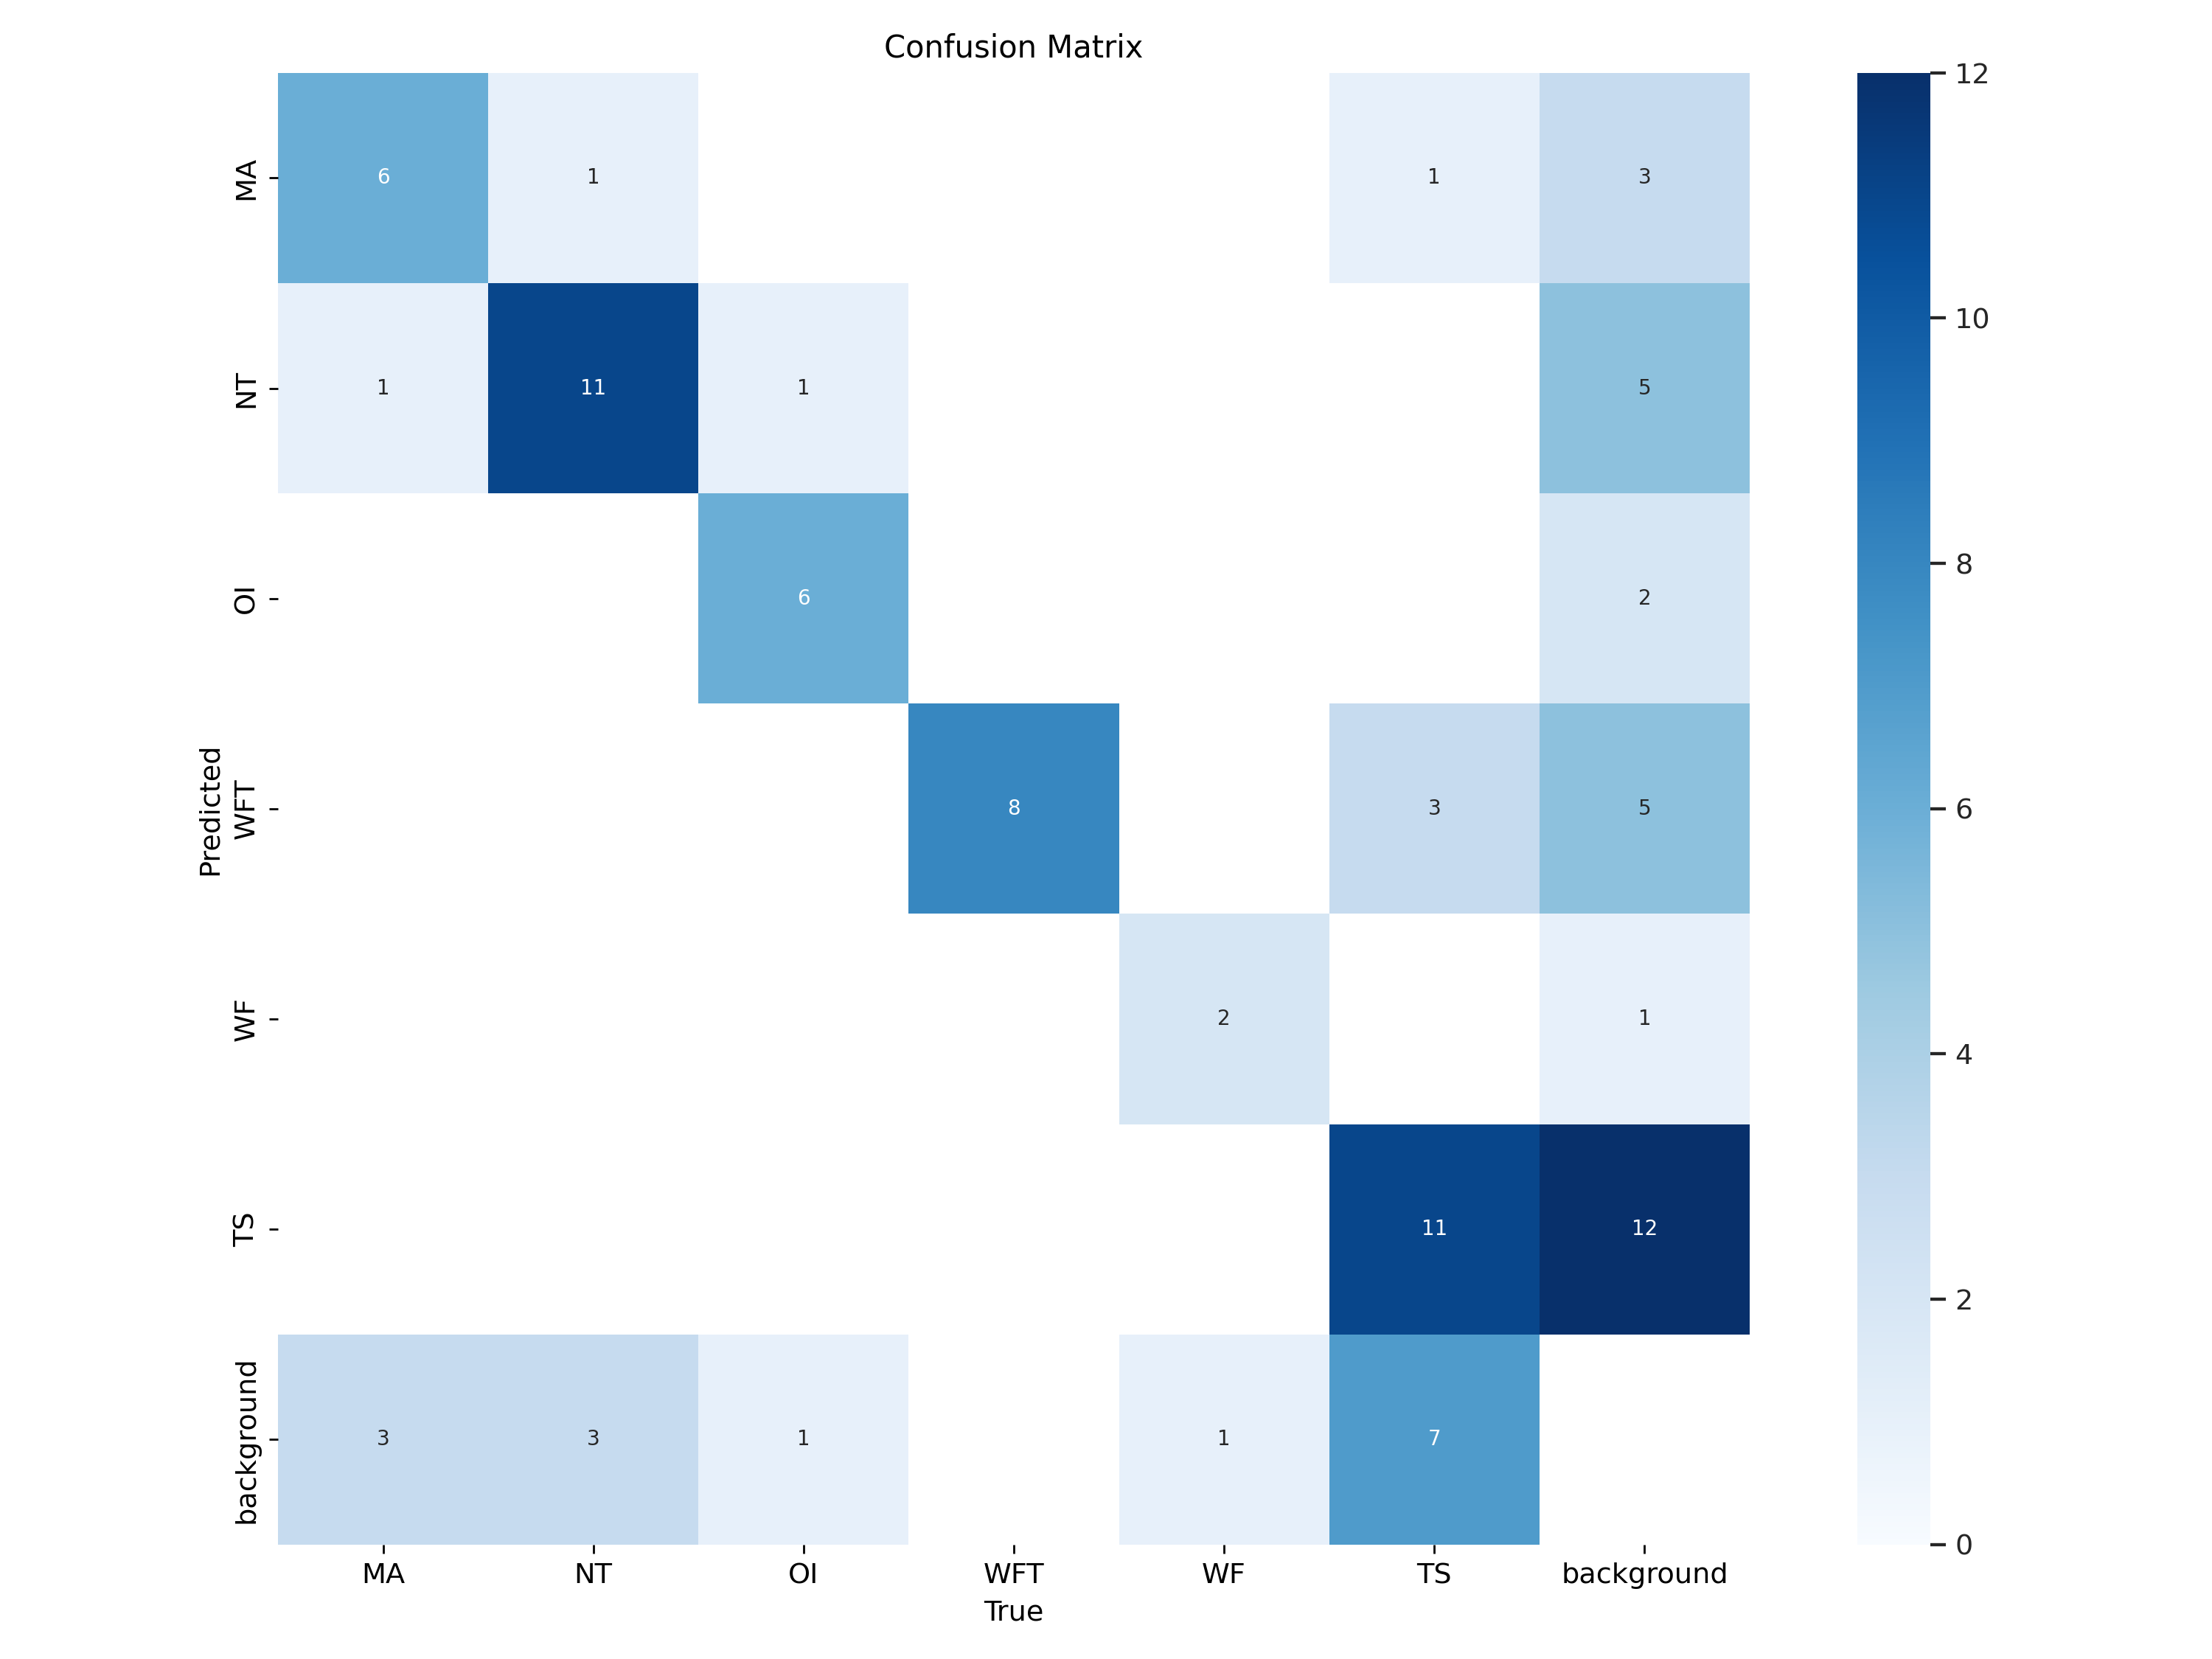 Confusion Matrix
MA 6 1 1 3
NT 1 11 1 5
OI 6 2
WFT 8 3 5
WF 2 1
TS 11 12
background 3 3 1 1 7
MA NT OI WFT WF TS background
True
Predicted
12
10
8
6
4
2
0